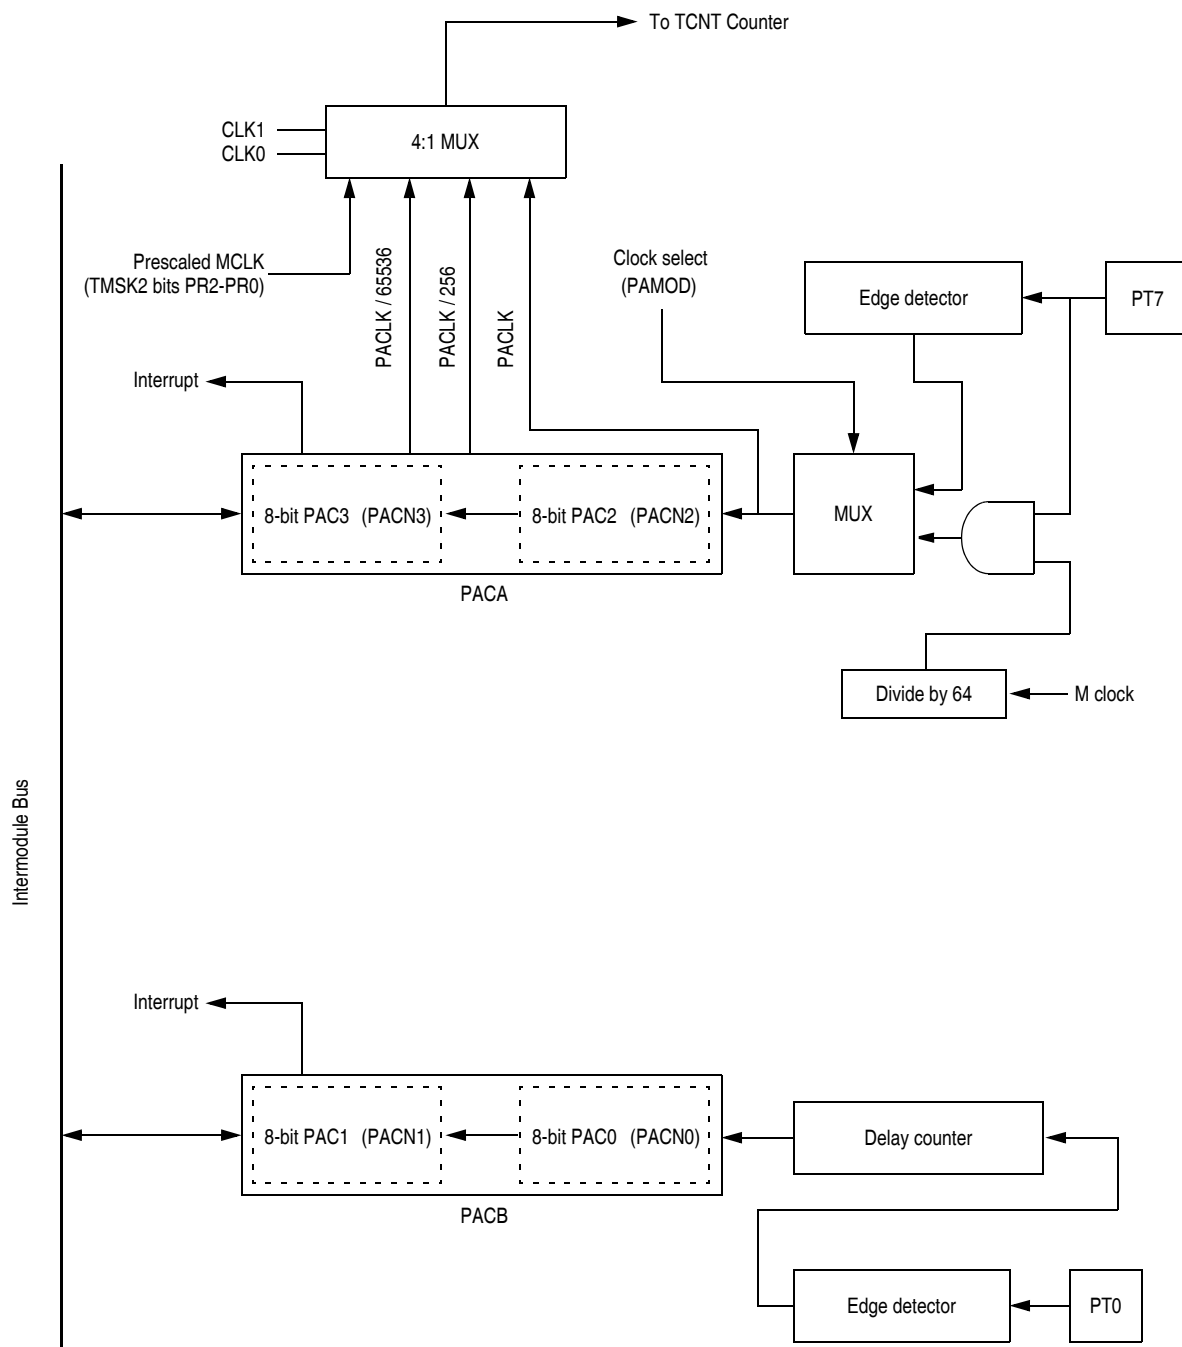 To TCNT Counter
CLK1
CLK0
4:1 MUX
Prescaled MCLK
(TMSK2 bits PR2-PR0)
PACLK / 65536
PACLK / 256
PACLK
Clock select
(PAMOD)
Edge detector
PT7
Interrupt
8-bit PAC3 (PACN3)
8-bit PAC2 (PACN2)
MUX
PACA
Divide by 64
M clock
Intermodule Bus
Interrupt
8-bit PAC1 (PACN1)
8-bit PAC0 (PACN0)
Delay counter
PACB
Edge detector
PT0